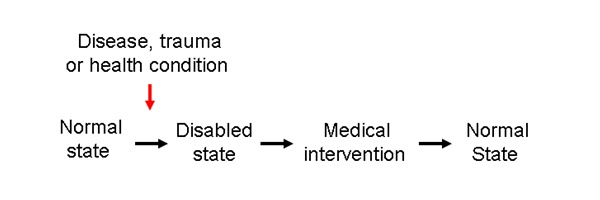 Disease, trauma
or health condition
Normal
state
Disabled
state
Medical
intervention
Normal
State